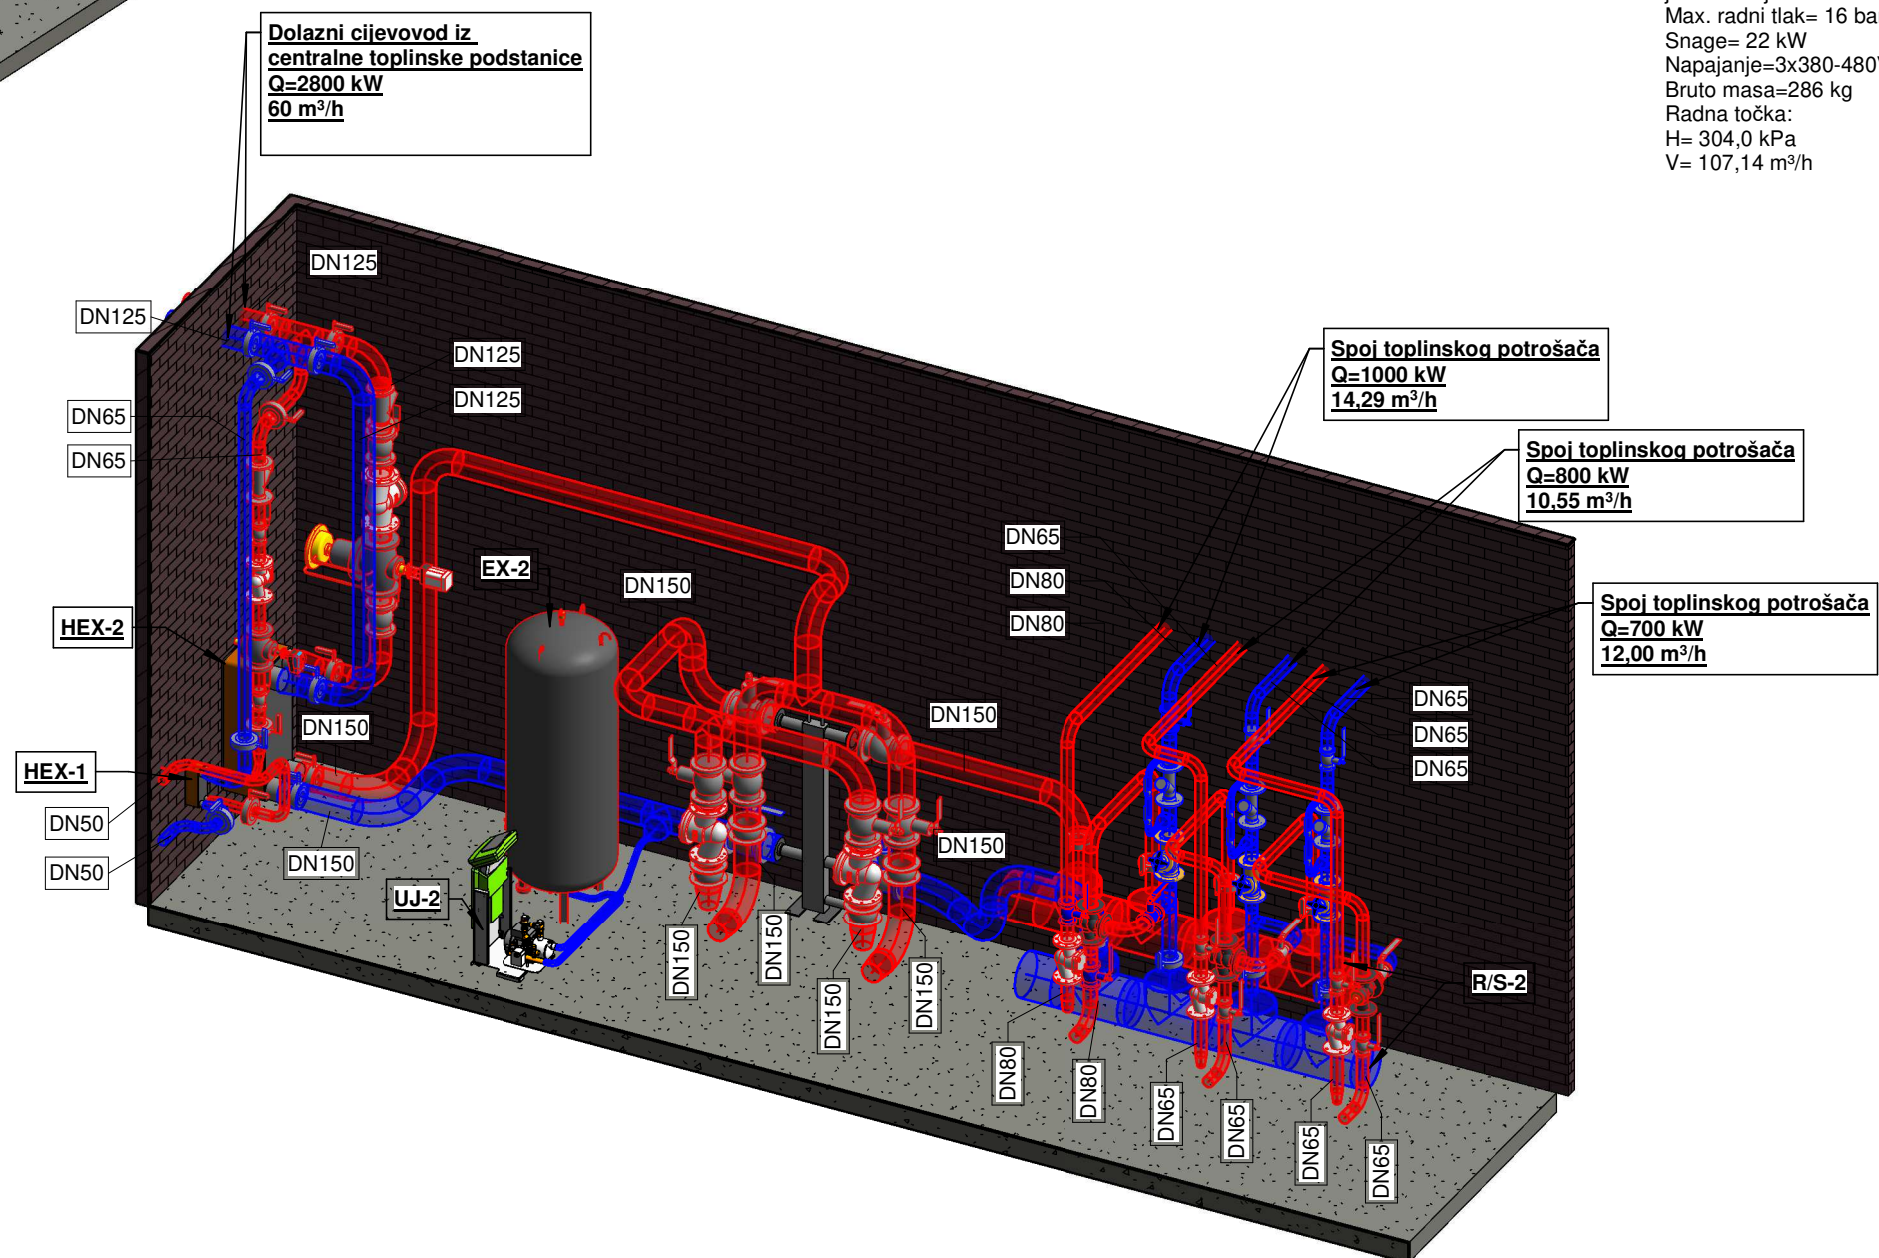 Max. radni tlak= 16 ba
Snage= 22 kW
Napajanje=3x380-480
Bruto masa=286 kg
Radna točka:
H= 304,0 kPa
V= 107,14 m³/h
Dolazni cijevovod iz
centralne toplinske podstanice
Q=2800 kW
60 m³/h
DN125
DN125
DN125
DN125
DN65
DN65
Spoj toplinskog potrošača
Q=1000 kW
14,29 m³/h
Spoj toplinskog potrošača
Q=800 kW
10,55 m³/h
Spoj toplinskog potrošača
Q=700 kW
12,00 m³/h
DN65
DN80
DN80
EX-2
DN150
HEX-2
DN150
DN150
DN65
DN65
DN65
HEX-1
DN50
DN50
DN150
DN150
UJ-2
DN150
DN150
DN150
DN150
R/S-2
DN80
DN80
DN65
DN65
DN65
DN65